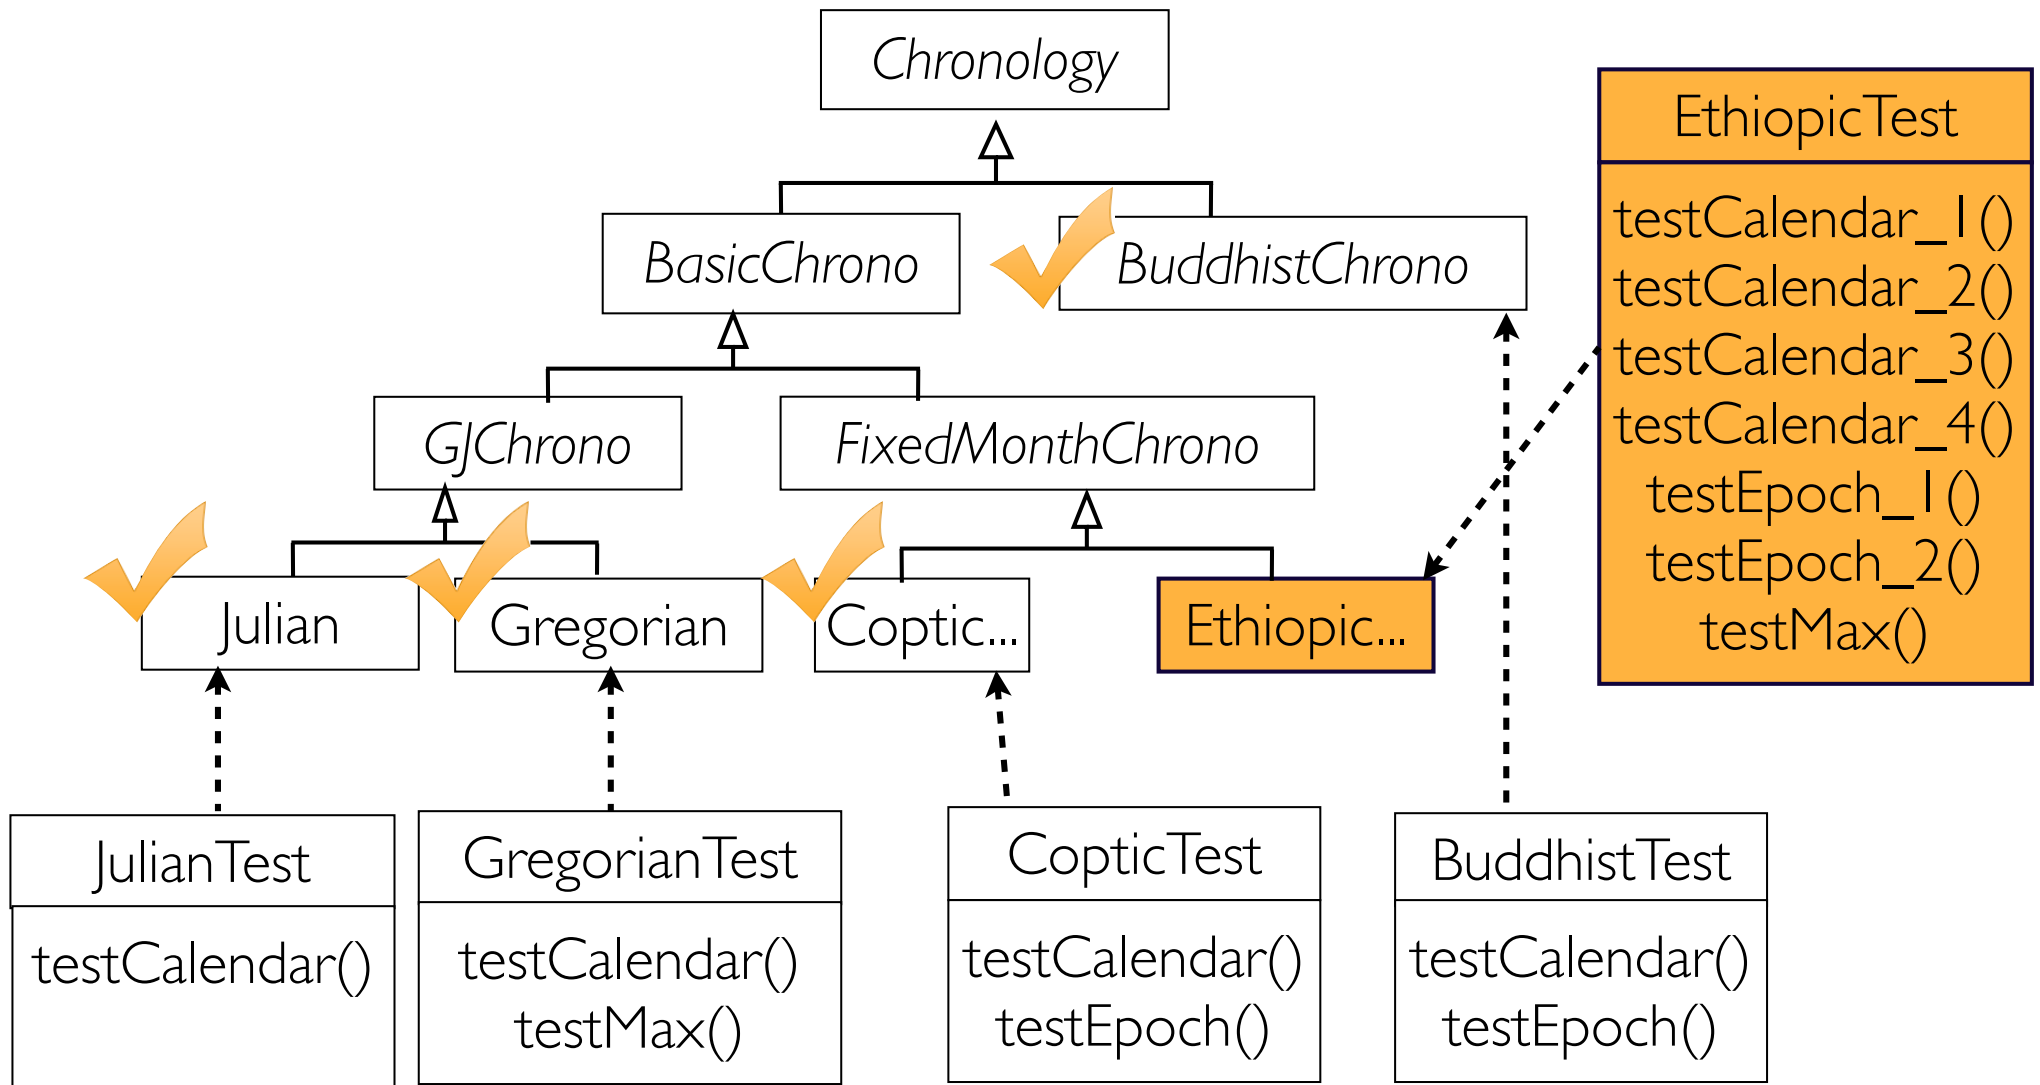 Chronology
EthiopicTest
testCalendar_1()
testCalendar_2()
testCalendar_3()
testCalendar_4()
testEpoch_1()
testEpoch_2()
testMax()
BasicChrono
BuddhistChrono
GJChrono
FixedMonthChrono
Julian
Gregorian
Coptic...
Ethiopic...
JulianTest
testCalendar()
GregorianTest
testCalendar()
testMax()
CopticTest
testCalendar()
testEpoch()
BuddhistTest
testCalendar()
testEpoch()